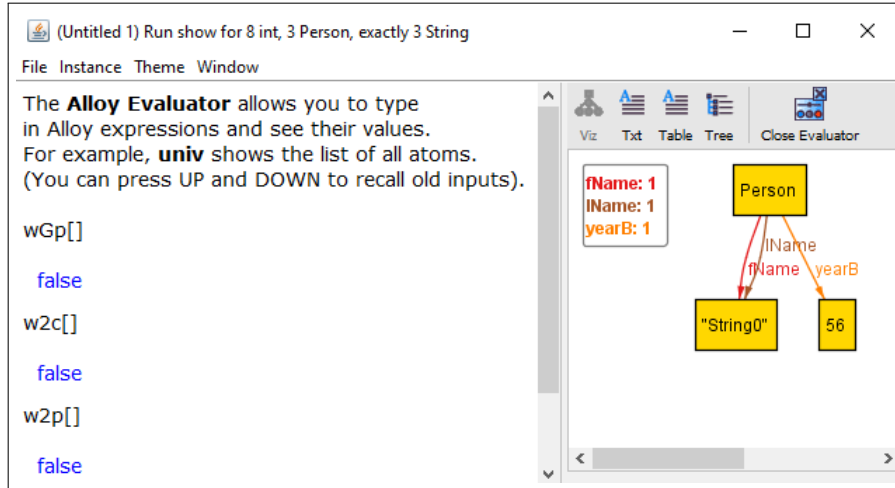 (Untitled 1) Run show for 8 int, 3 Person, exactly 3 String
File Instance Theme Window
The Alloy Evaluator allows you to type
in Alloy expressions and see their values.
For example, univ shows the list of all atoms.
(You can press UP and DOWN to recall old inputs).
wGp[]
false
w2c[]
false
w2p[]
false
Viz Txt Table Tree Close Evaluator
fName: 1
lName: 1
yearB: 1
Person
lName
fName yearB
"String0" 56